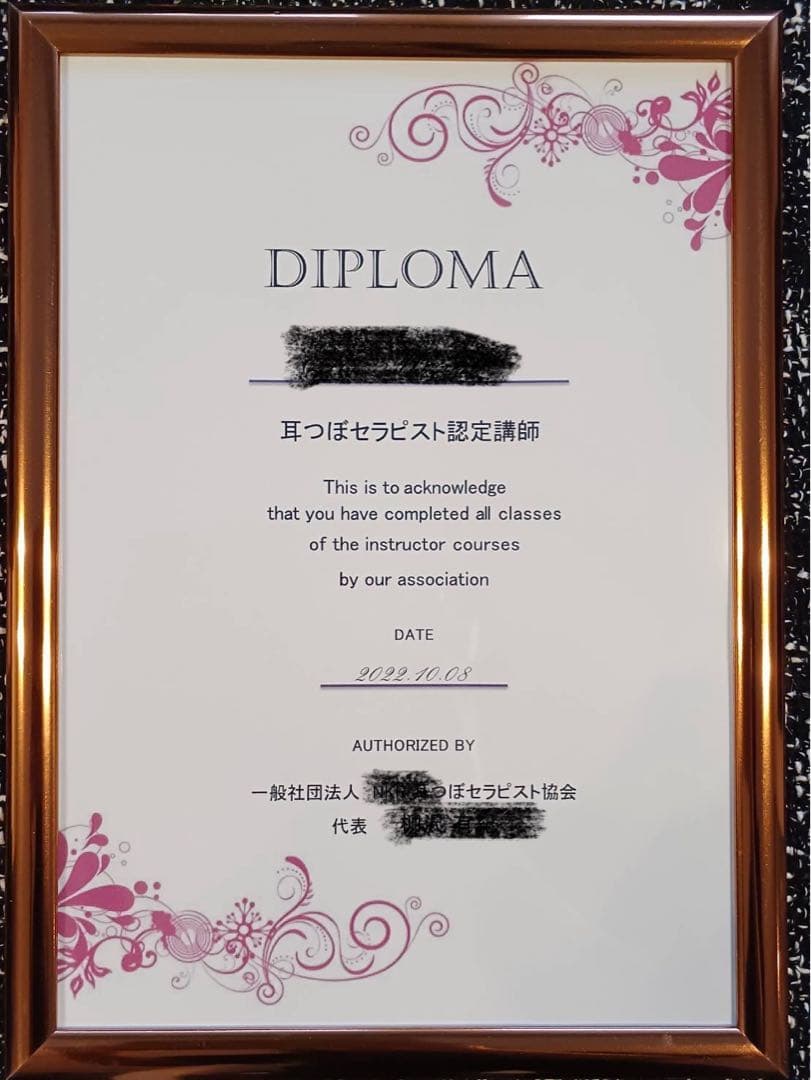 DIPLOMA
耳つぼセラピスト認定講師
This is to acknowledge
that you have completed all classes
of the instructor courses
by our association
DATE
2022.10.08
AUTHORIZED BY
一般社団法人 つぼセラピスト協会
代表